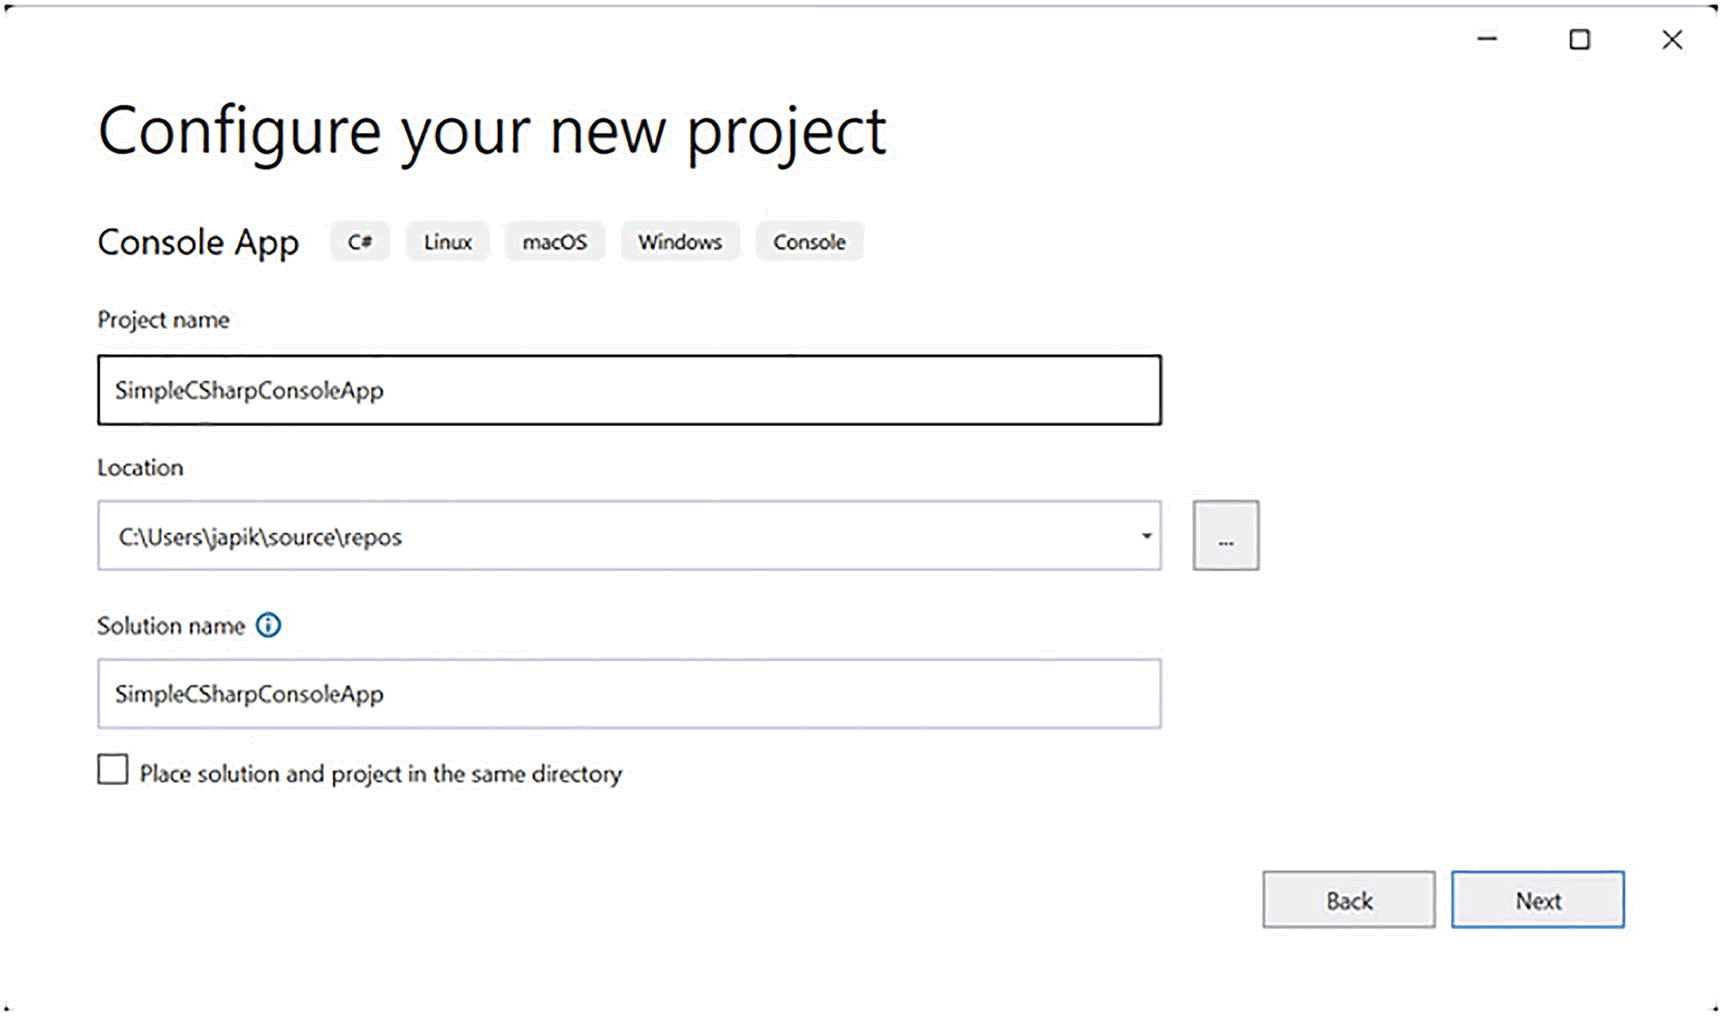 Configure your new project
Console App C# Linux macOS Windows Console
Project name
SimpleCSharpConsoleApp
Location
C:\Users\japik\source\repos
...
Solution name
SimpleCSharpConsoleApp
Place solution and project in the same directory
Back Next